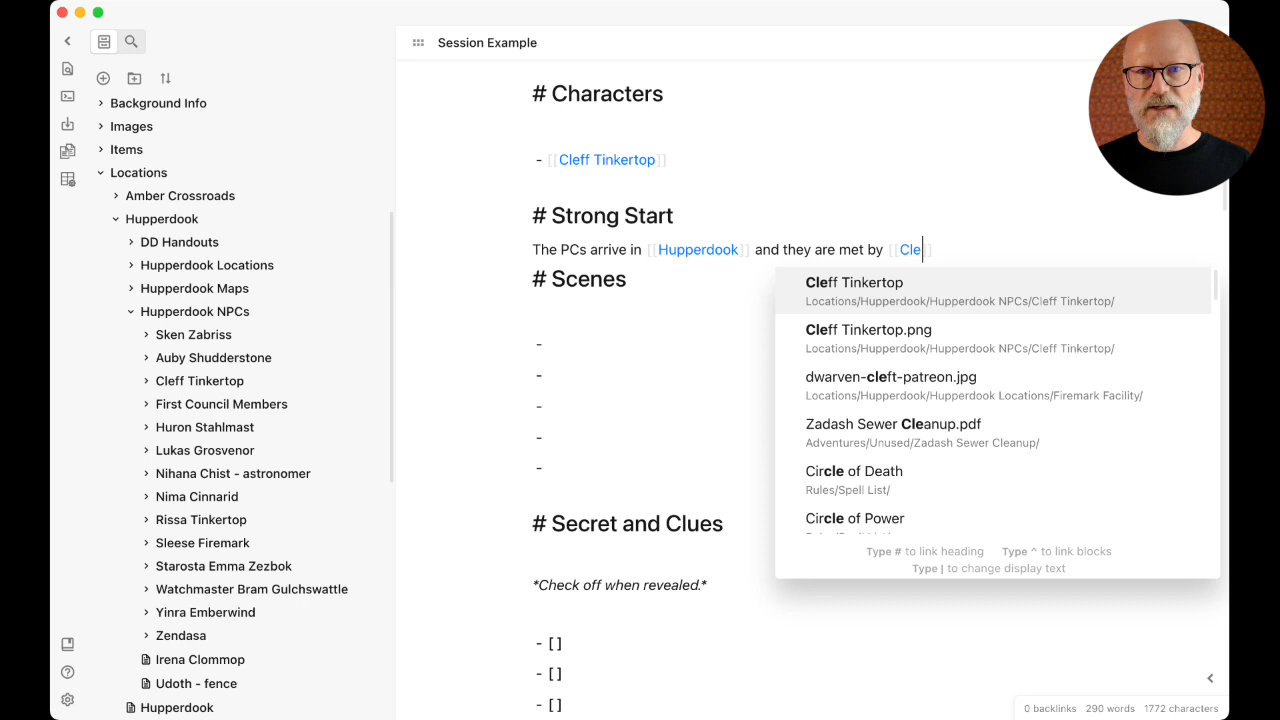 Session Example
Background Info
Images
Items
Locations
Amber Crossroads
Hupperdook
DD Handouts
Hupperdook Locations
Hupperdook Maps
Hupperdook NPCs
Sken Zabriss
Auby Shudderstone
Cleff Tinkertop
First Council Members
Huron Stahlmast
Lukas Grosvenor
Nihana Chist - astronomer
Nima Cinnarid
Rissa Tinkertop
Sleese Firemark
Starosta Emma Zezbok
Watchmaster Bram Gulchswattle
Yinra Emberwind
Zendasa
Irena Clommop
Udoth - fence
Hupperdook
# Characters
- [[Cleff Tinkertop]]
# Strong Start
The PCs arrive in [[Hupperdook]] and they are met by [[Cle]]
# Scenes
-
-
-
-
-
# Secret and Clues
*Check off when revealed.*
- [ ]
- [ ]
- [ ]
Cleff Tinkertop
Locations/Hupperdook/Hupperdook NPCs/Cleff Tinkertop/
Cleff Tinkertop.png
Locations/Hupperdook/Hupperdook NPCs/Cleff Tinkertop/
dwarven-cleft-patreon.jpg
Locations/Hupperdook/Hupperdook Locations/Firemark Facility/
Zadash Sewer Cleanup.pdf
Adventures/Unused/Zadash Sewer Cleanup/
Circle of Death
Rules/Spell List/
Circle of Power
Type # to link heading Type ^ to link blocks
Type | to change display text
0 backlinks 290 words 1772 characters